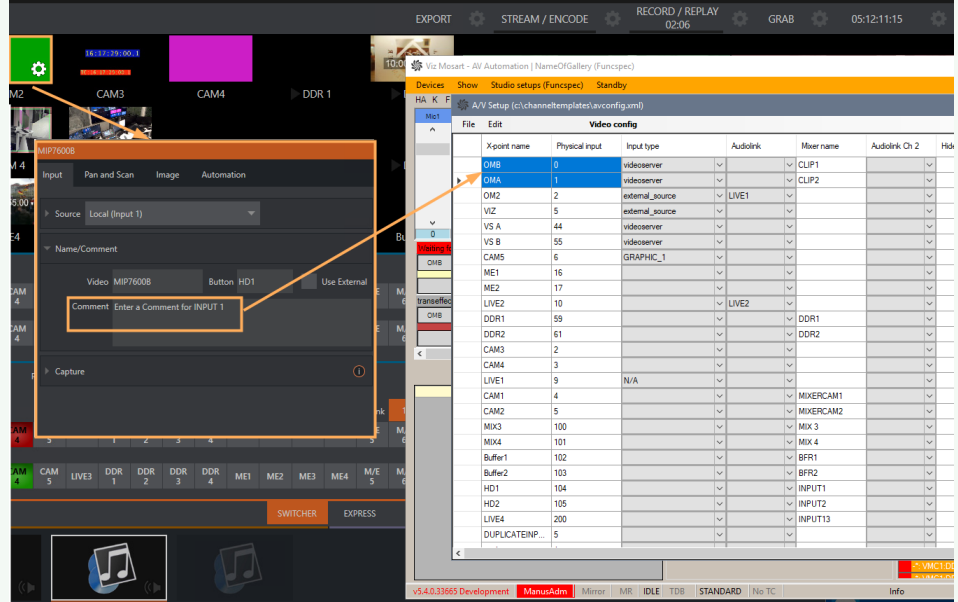 EXPORT STREAM / ENCODE RECORD / REPLAY 02:06 GRAB 05:12:11:15
16:17:29:00.1
M2 CAM3 CAM4 DDR 1
Viz Mosart - AV Automation | NameOfGallery (Funcspec)
Devices Show Studio setups (Funcspec) Standby
HA K F
Mic1
A/V Setup (c:\channeltemplates\avconfig.xml)
File Edit Video config
X-point name Physical input Input type Audiolink Mixer name Audiolink Ch 2 Hide
OMB 0 videoserver CLIP1
OMA 1 videoserver CLIP2
OM2 2 external_source LIVE1
VIZ 5 external_source
VS A 44 videoserver
VS B 55 videoserver
CAM5 6 GRAPHIC_1
ME1 16
ME2 17
LIVE2 10 LIVE2
DDR1 59 DDR1
DDR2 61 DDR2
CAM3 2
CAM4 3
LIVE1 9 N/A
CAM1 4 MIXERCAM1
CAM2 5 MIXERCAM2
MIX3 100 MIX 3
MIX4 101 MIX 4
Buffer1 102 BFR1
Buffer2 103 BFR2
HD1 104 INPUT1
HD2 105 INPUT2
LIVE4 200 INPUT13
DUPLICATEINP... 5
MIP7600B
Input Pan and Scan Image Automation
Source Local (Input 1)
Name/Comment
Video MIP7600B Button HD1 Use External
Comment Enter a Comment for INPUT 1
Capture
0
OMB
transeffec
OMB
CAM 4 CAM 5 LIVE3 DDR 1 DDR 2 DDR 3 DDR 4 ME1 ME2 ME3 ME4 M/E 5
SWITCHER EXPRESS
v5.4.0.33665 Development ManusAdm Mirror MR IDLE TDB STANDARD No TC Info